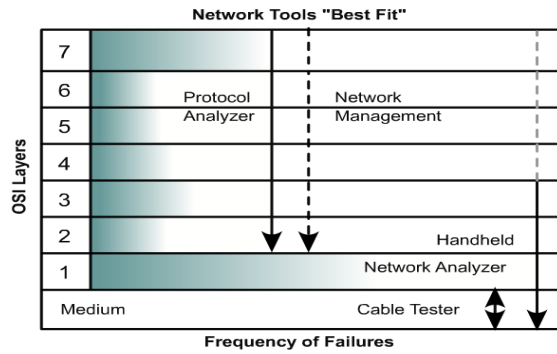 Network Tools "Best Fit"
OSI Layers
7
6
5
4
3
2
1
Protocol
Analyzer
Network
Management
Handheld
Network Analyzer
Medium
Cable Tester
Frequency of Failures